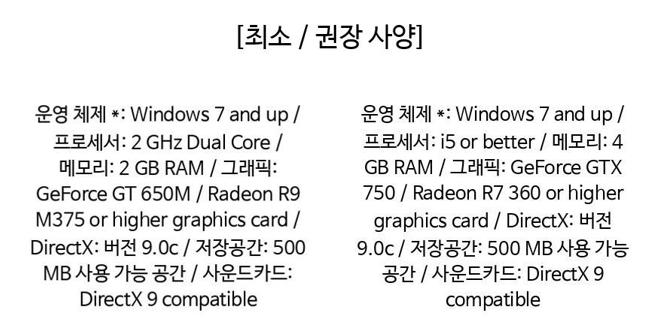 [최소 / 권장 사양]
운영 체제 *: Windows 7 and up /
프로세서: 2 GHz Dual Core /
메모리: 2 GB RAM / 그래픽:
GeForce GT 650M / Radeon R9
M375 or higher graphics card /
DirectX: 버전 9.0c / 저장공간: 500
MB 사용 가능 공간 / 사운드카드:
DirectX 9 compatible
운영 체제 *: Windows 7 and up /
프로세서: i5 or better / 메모리: 4
GB RAM / 그래픽: GeForce GTX
750 / Radeon R7 360 or higher
graphics card / DirectX: 버전
9.0c / 저장공간: 500 MB 사용 가능
공간 / 사운드카드: DirectX 9
compatible